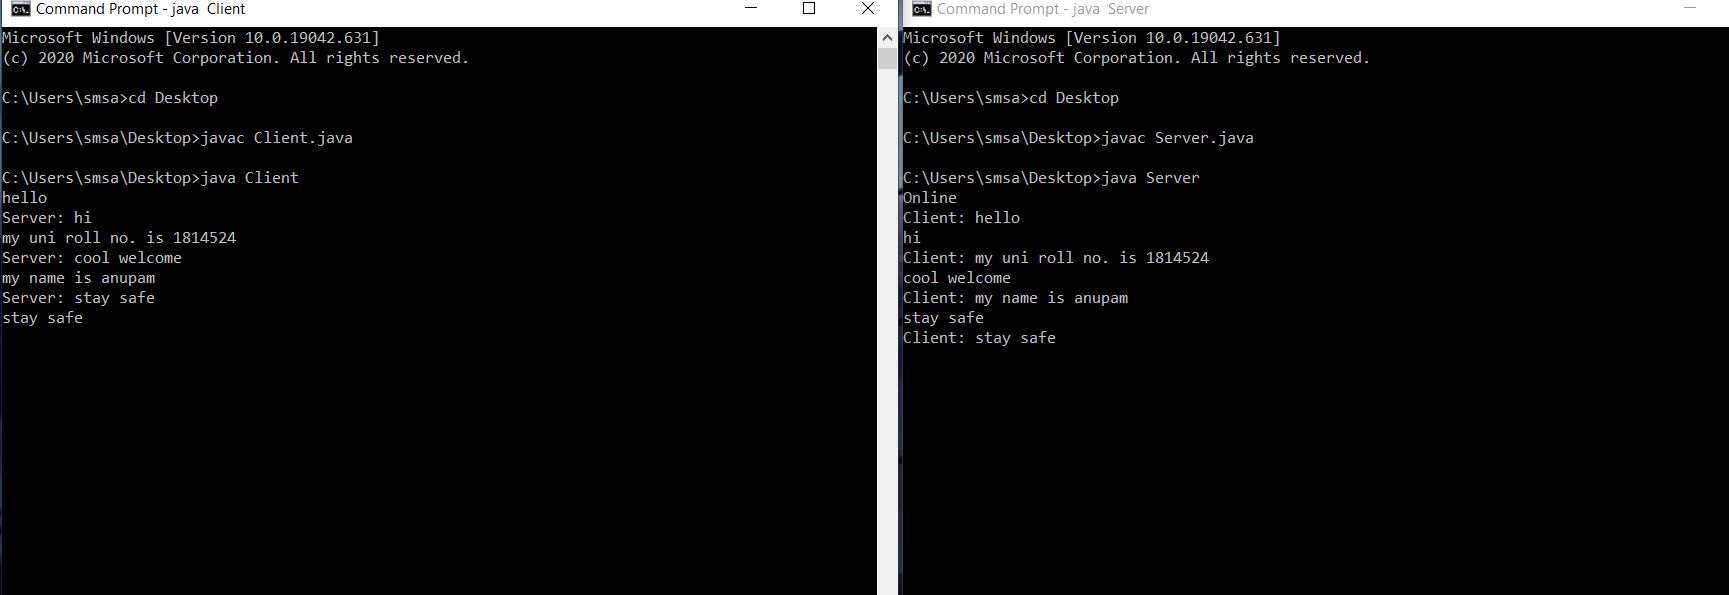 Command Prompt - java  Client
Microsoft Windows [Version 10.0.19042.631]
(c) 2020 Microsoft Corporation. All rights reserved.
C:\Users\smsa>cd Desktop
C:\Users\smsa\Desktop>javac Client.java
C:\Users\smsa\Desktop>java Client
hello
Server: hi
my uni roll no. is 1814524
Server: cool welcome
my name is anupam
Server: stay safe
stay safe
Command Prompt - java  Server
Microsoft Windows [Version 10.0.19042.631]
(c) 2020 Microsoft Corporation. All rights reserved.
C:\Users\smsa>cd Desktop
C:\Users\smsa\Desktop>javac Server.java
C:\Users\smsa\Desktop>java Server
Online
Client: hello
hi
Client: my uni roll no. is 1814524
cool welcome
Client: my name is anupam
stay safe
Client: stay safe